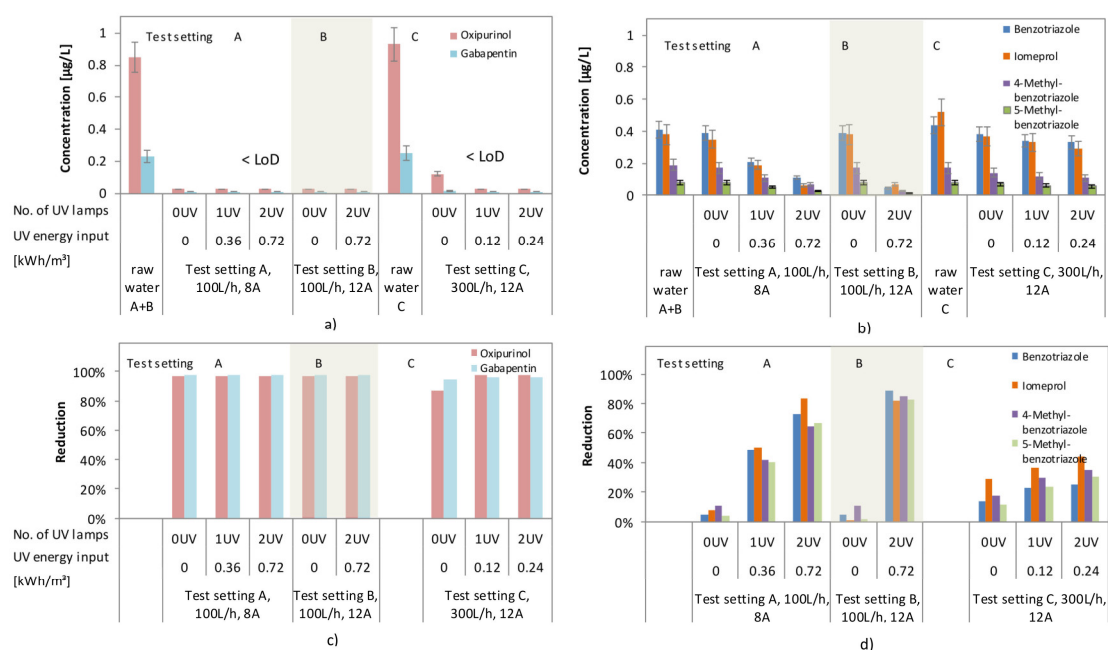 Test setting A B C
Oxipurinol
Gabapentin
Concentration [µg/L]
1
0.8
0.6
0.4
0.2
0
< LoD < LoD
No. of UV lamps 0UV 1UV 2UV 0UV 2UV 0UV 1UV 2UV
UV energy input 0 0.36 0.72 0 0.72 0 0.12 0.24
[kWh/m³]
raw water A+B
Test setting A, 100L/h, 8A
Test setting B, 100L/h, 12A
raw water C
Test setting C, 300L/h, 12A
a)
Test setting A B C
Benzotriazole
Iomeprol
4-Methyl-
benzotriazole
5-Methyl-
benzotriazole
Concentration [µg/L]
1
0.8
0.6
0.4
0.2
0
0UV 1UV 2UV 0UV 2UV 0UV 1UV 2UV
0 0.36 0.72 0 0.72 0 0.12 0.24
raw water A+B
Test setting A, 100L/h, 8A
Test setting B, 100L/h, 12A
raw water C
Test setting C, 300L/h, 12A
b)
Test setting A B C
Oxipurinol
Gabapentin
Reduction
100%
80%
60%
40%
20%
0%
No. of UV lamps 0UV 1UV 2UV 0UV 2UV 0UV 1UV 2UV
UV energy input 0 0.36 0.72 0 0.72 0 0.12 0.24
[kWh/m³]
Test setting A, 100L/h, 8A
Test setting B, 100L/h, 12A
Test setting C, 300L/h, 12A
c)
Test setting A B C
Benzotriazole
Iomeprol
4-Methyl-
benzotriazole
5-Methyl-
benzotriazole
Reduction
100%
80%
60%
40%
20%
0%
0UV 1UV 2UV 0UV 2UV 0UV 1UV 2UV
0 0.36 0.72 0 0.72 0 0.12 0.24
Test setting A, 100L/h, 8A
Test setting B, 100L/h, 12A
Test setting C, 300L/h, 12A
d)